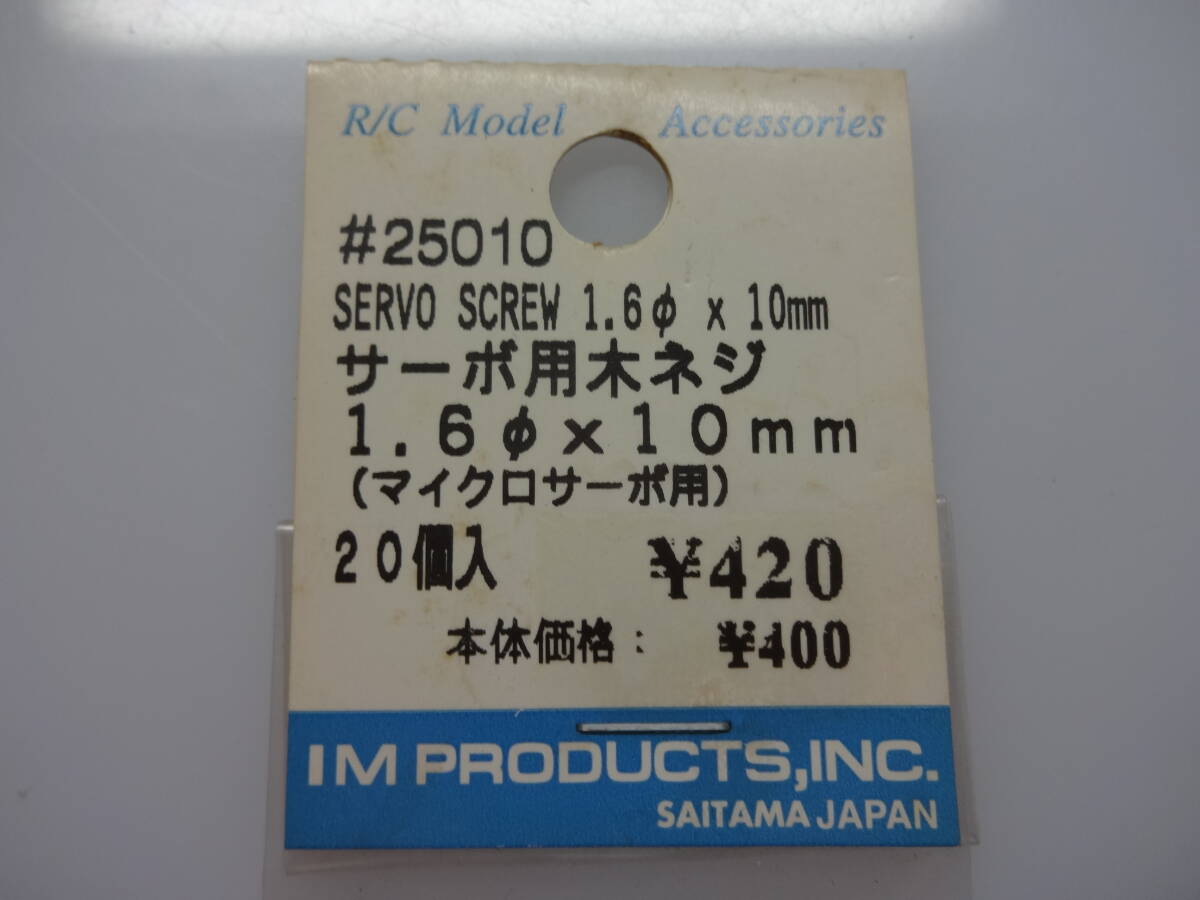 R/C Model Accessories
#25010
SERVO SCREW 1.6φ x 10mm
サーボ用木ネジ
1.6φx10mm
(マイクロサーボ用)
20個入 ¥420
本体価格: ¥400
IM PRODUCTS,INC.
SAITAMA JAPAN